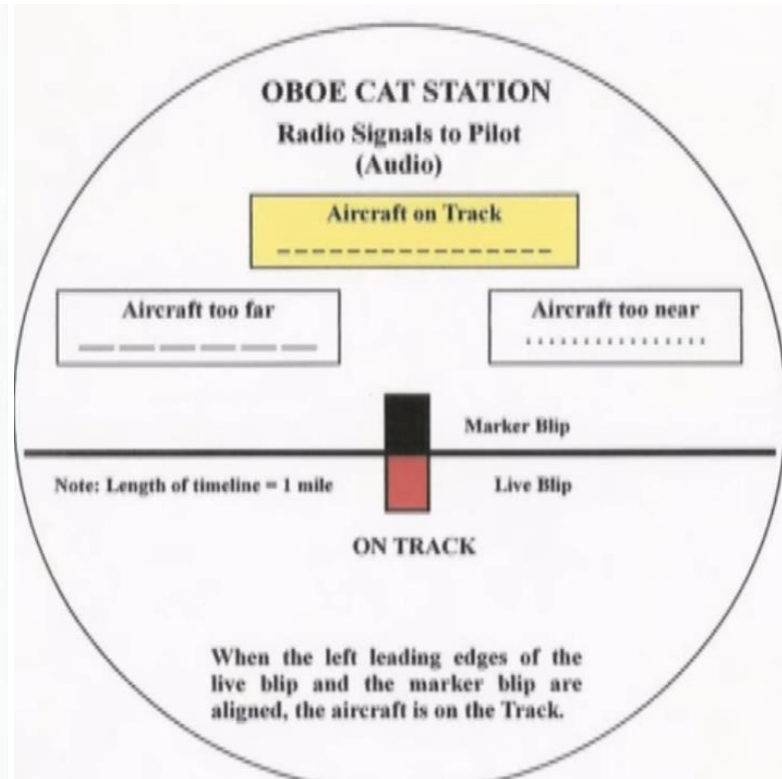 OBOE CAT STATION
Radio Signals to Pilot
(Audio)
Aircraft on Track
Aircraft too far
Aircraft too near
Marker Blip
Note: Length of timeline = 1 mile
Live Blip
ON TRACK
When the left leading edges of the
live blip and the marker blip are
aligned, the aircraft is on the Track.